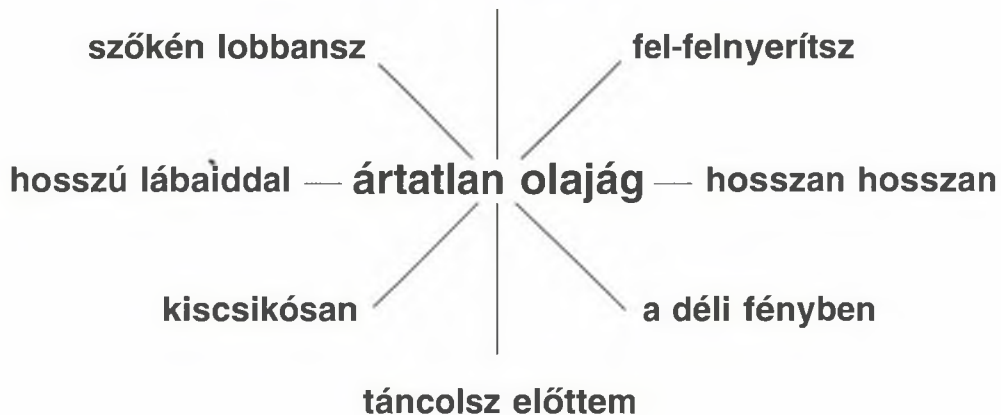 szőkén lobbansz fel-felnyerítsz
hosszú lábaiddal ártatlan olajág hosszan hosszan
kiscsikósan a déli fényben
táncolsz előttem